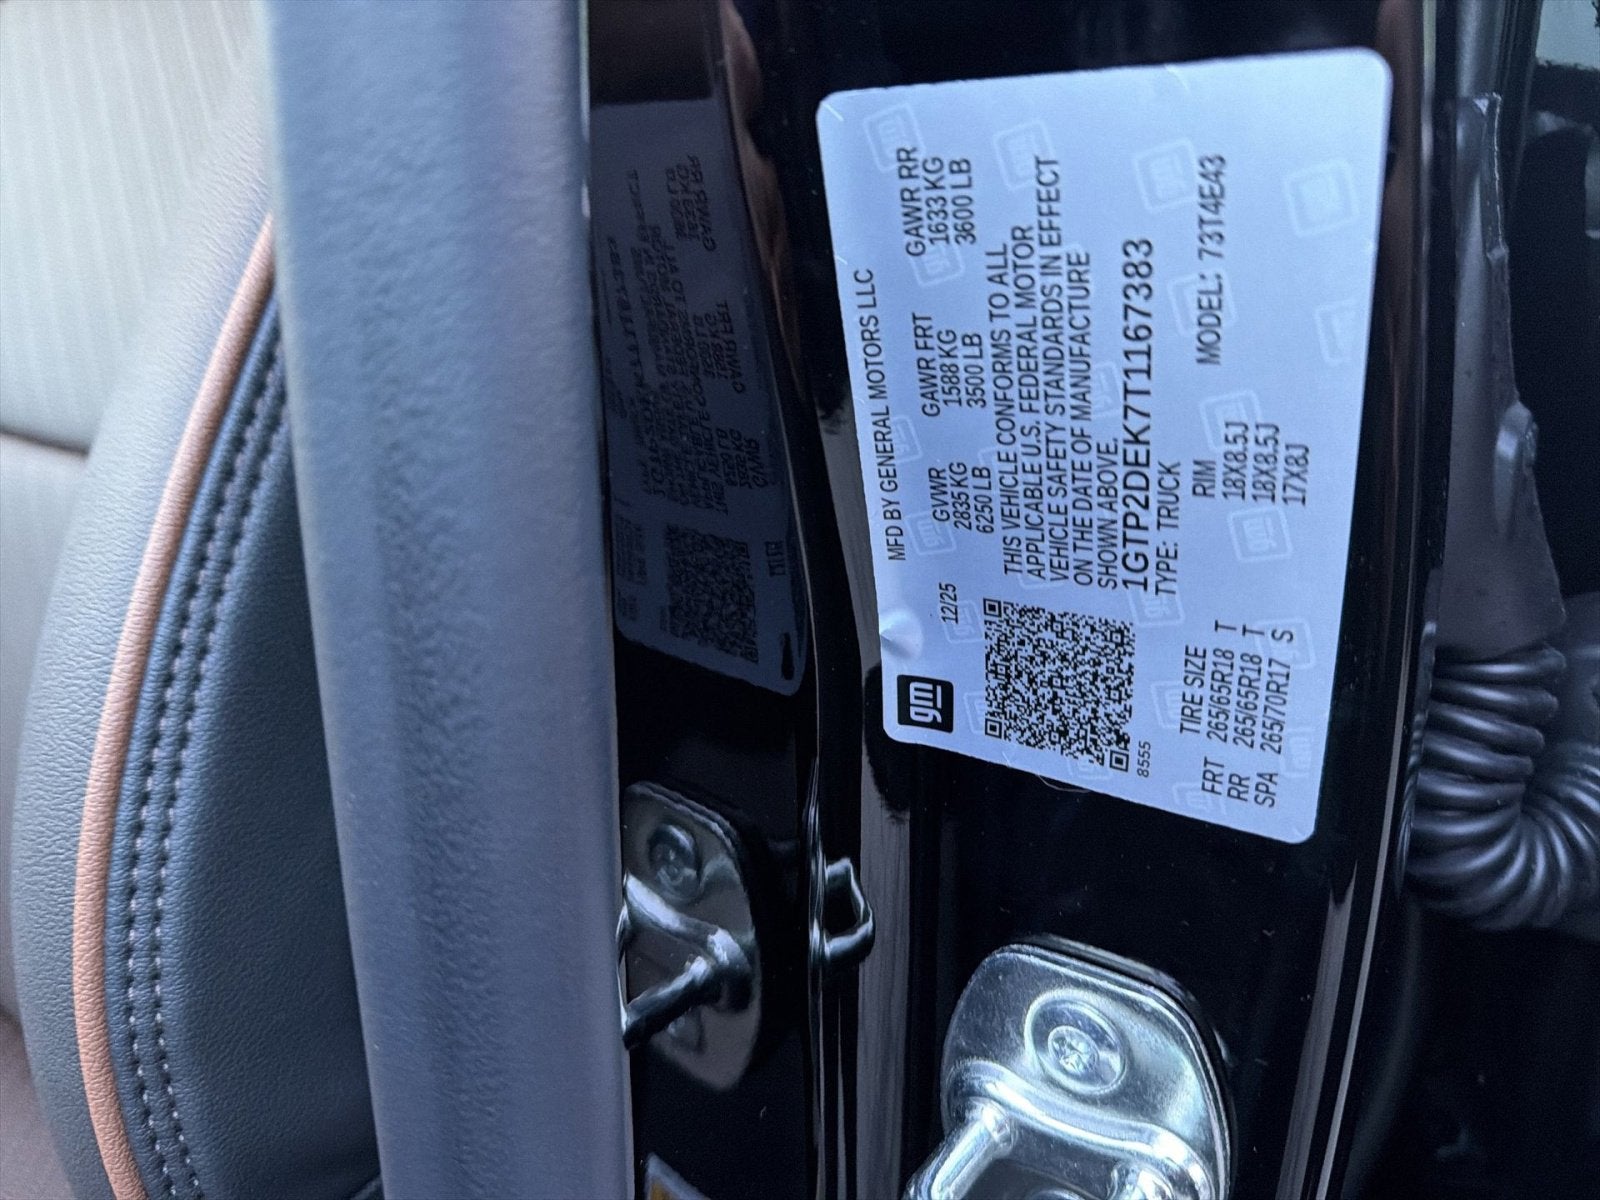 gm
MFD BY GENERAL MOTORS LLC
12/25
GVWR GAWR FRT GAWR RR
2835 KG 1588 KG 1633 KG
6250 LB 3500 LB 3600 LB
THIS VEHICLE CONFORMS TO ALL
APPLICABLE U.S. FEDERAL MOTOR
VEHICLE SAFETY STANDARDS IN EFFECT
ON THE DATE OF MANUFACTURE
SHOWN ABOVE.
1GTP2DEK7T1167383
8555
TYPE: TRUCK
MODEL: 73T4E43
TIRE SIZE RIM
FRT 265/65R18 T 18X8.5J
RR 265/65R18 T 18X8.5J
SPA 265/70/R17 S 17X8J